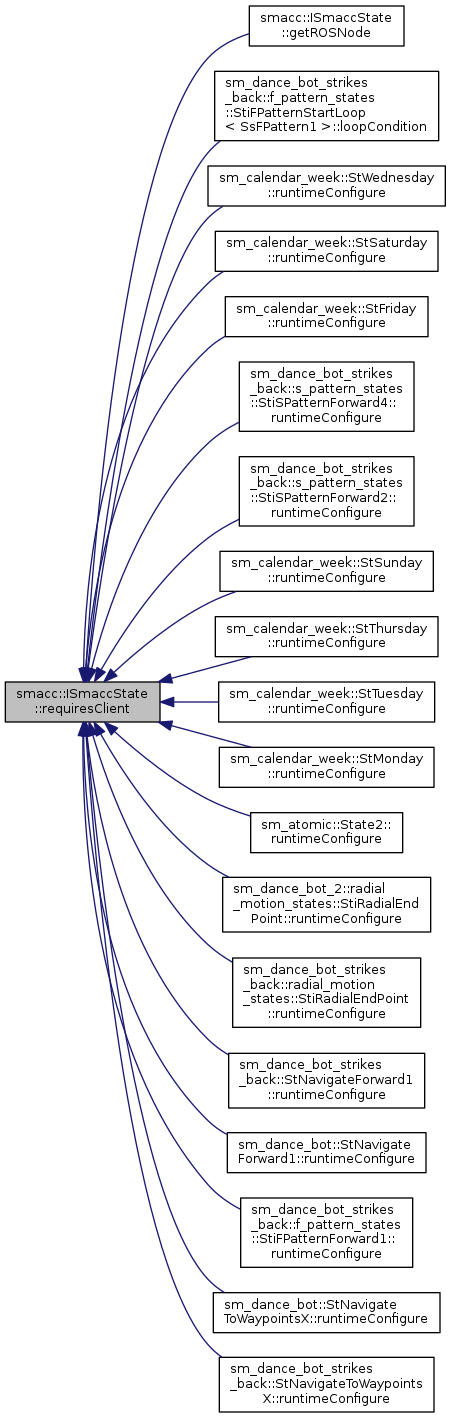 smacc::ISmaccState
::getROSNode
sm_dance_bot_strikes
_back::f_pattern_states
::StiFPatternStartLoop
< SsFPattern1 >::loopCondition
sm_calendar_week::StWednesday
::runtimeConfigure
sm_calendar_week::StSaturday
::runtimeConfigure
sm_calendar_week::StFriday
::runtimeConfigure
sm_dance_bot_strikes
_back::s_pattern_states
::StiSPatternForward4::
runtimeConfigure
sm_dance_bot_strikes
_back::s_pattern_states
::StiSPatternForward2::
runtimeConfigure
sm_calendar_week::StSunday
::runtimeConfigure
sm_calendar_week::StThursday
::runtimeConfigure
smacc::ISmaccState
::requiresClient
sm_calendar_week::StTuesday
::runtimeConfigure
sm_calendar_week::StMonday
::runtimeConfigure
sm_atomic::State2::
runtimeConfigure
sm_dance_bot_2::radial
_motion_states::StiRadialEnd
Point::runtimeConfigure
sm_dance_bot_strikes
_back::radial_motion
_states::StiRadialEndPoint
::runtimeConfigure
sm_dance_bot_strikes
_back::StNavigateForward1
::runtimeConfigure
sm_dance_bot::StNavigate
Forward1::runtimeConfigure
sm_dance_bot_strikes
_back::f_pattern_states
::StiFPatternForward1::
runtimeConfigure
sm_dance_bot::StNavigate
ToWaypointsX::runtimeConfigure
sm_dance_bot_strikes
_back::StNavigateToWaypoints
X::runtimeConfigure